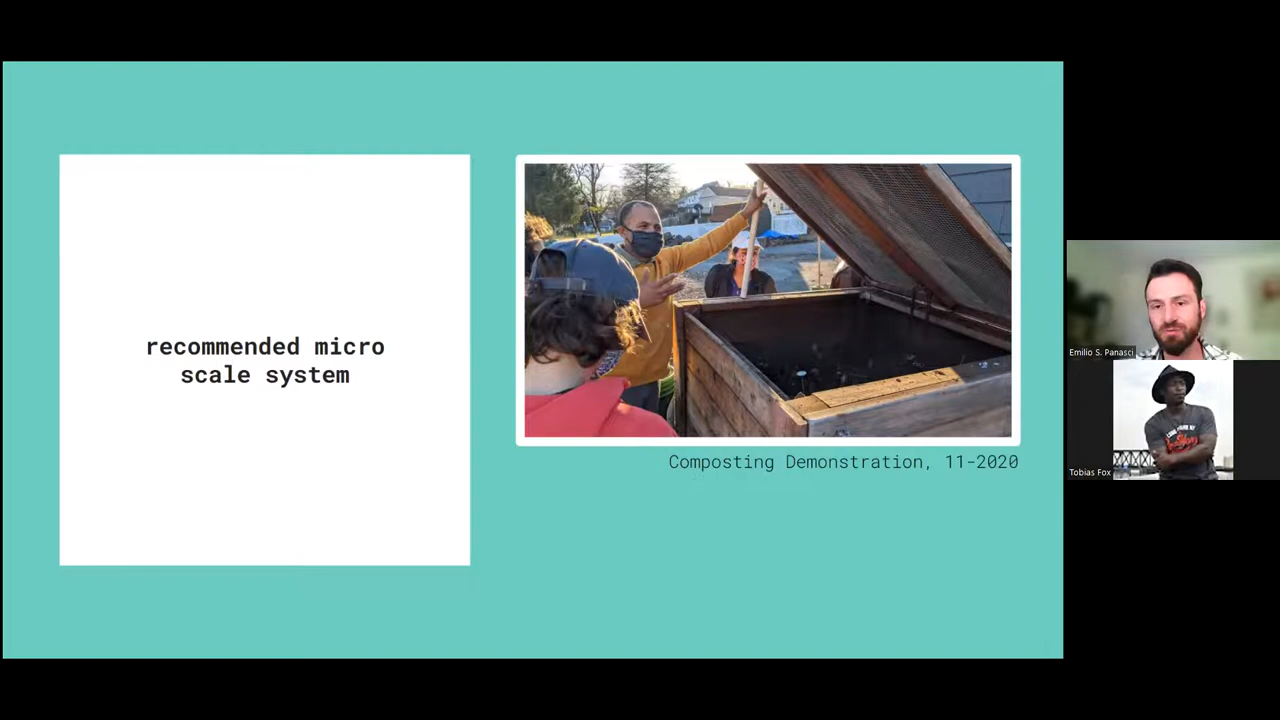 recommended micro
scale system
Composting Demonstration, 11-2020
Emilio S. Panasci
Tobias Fox